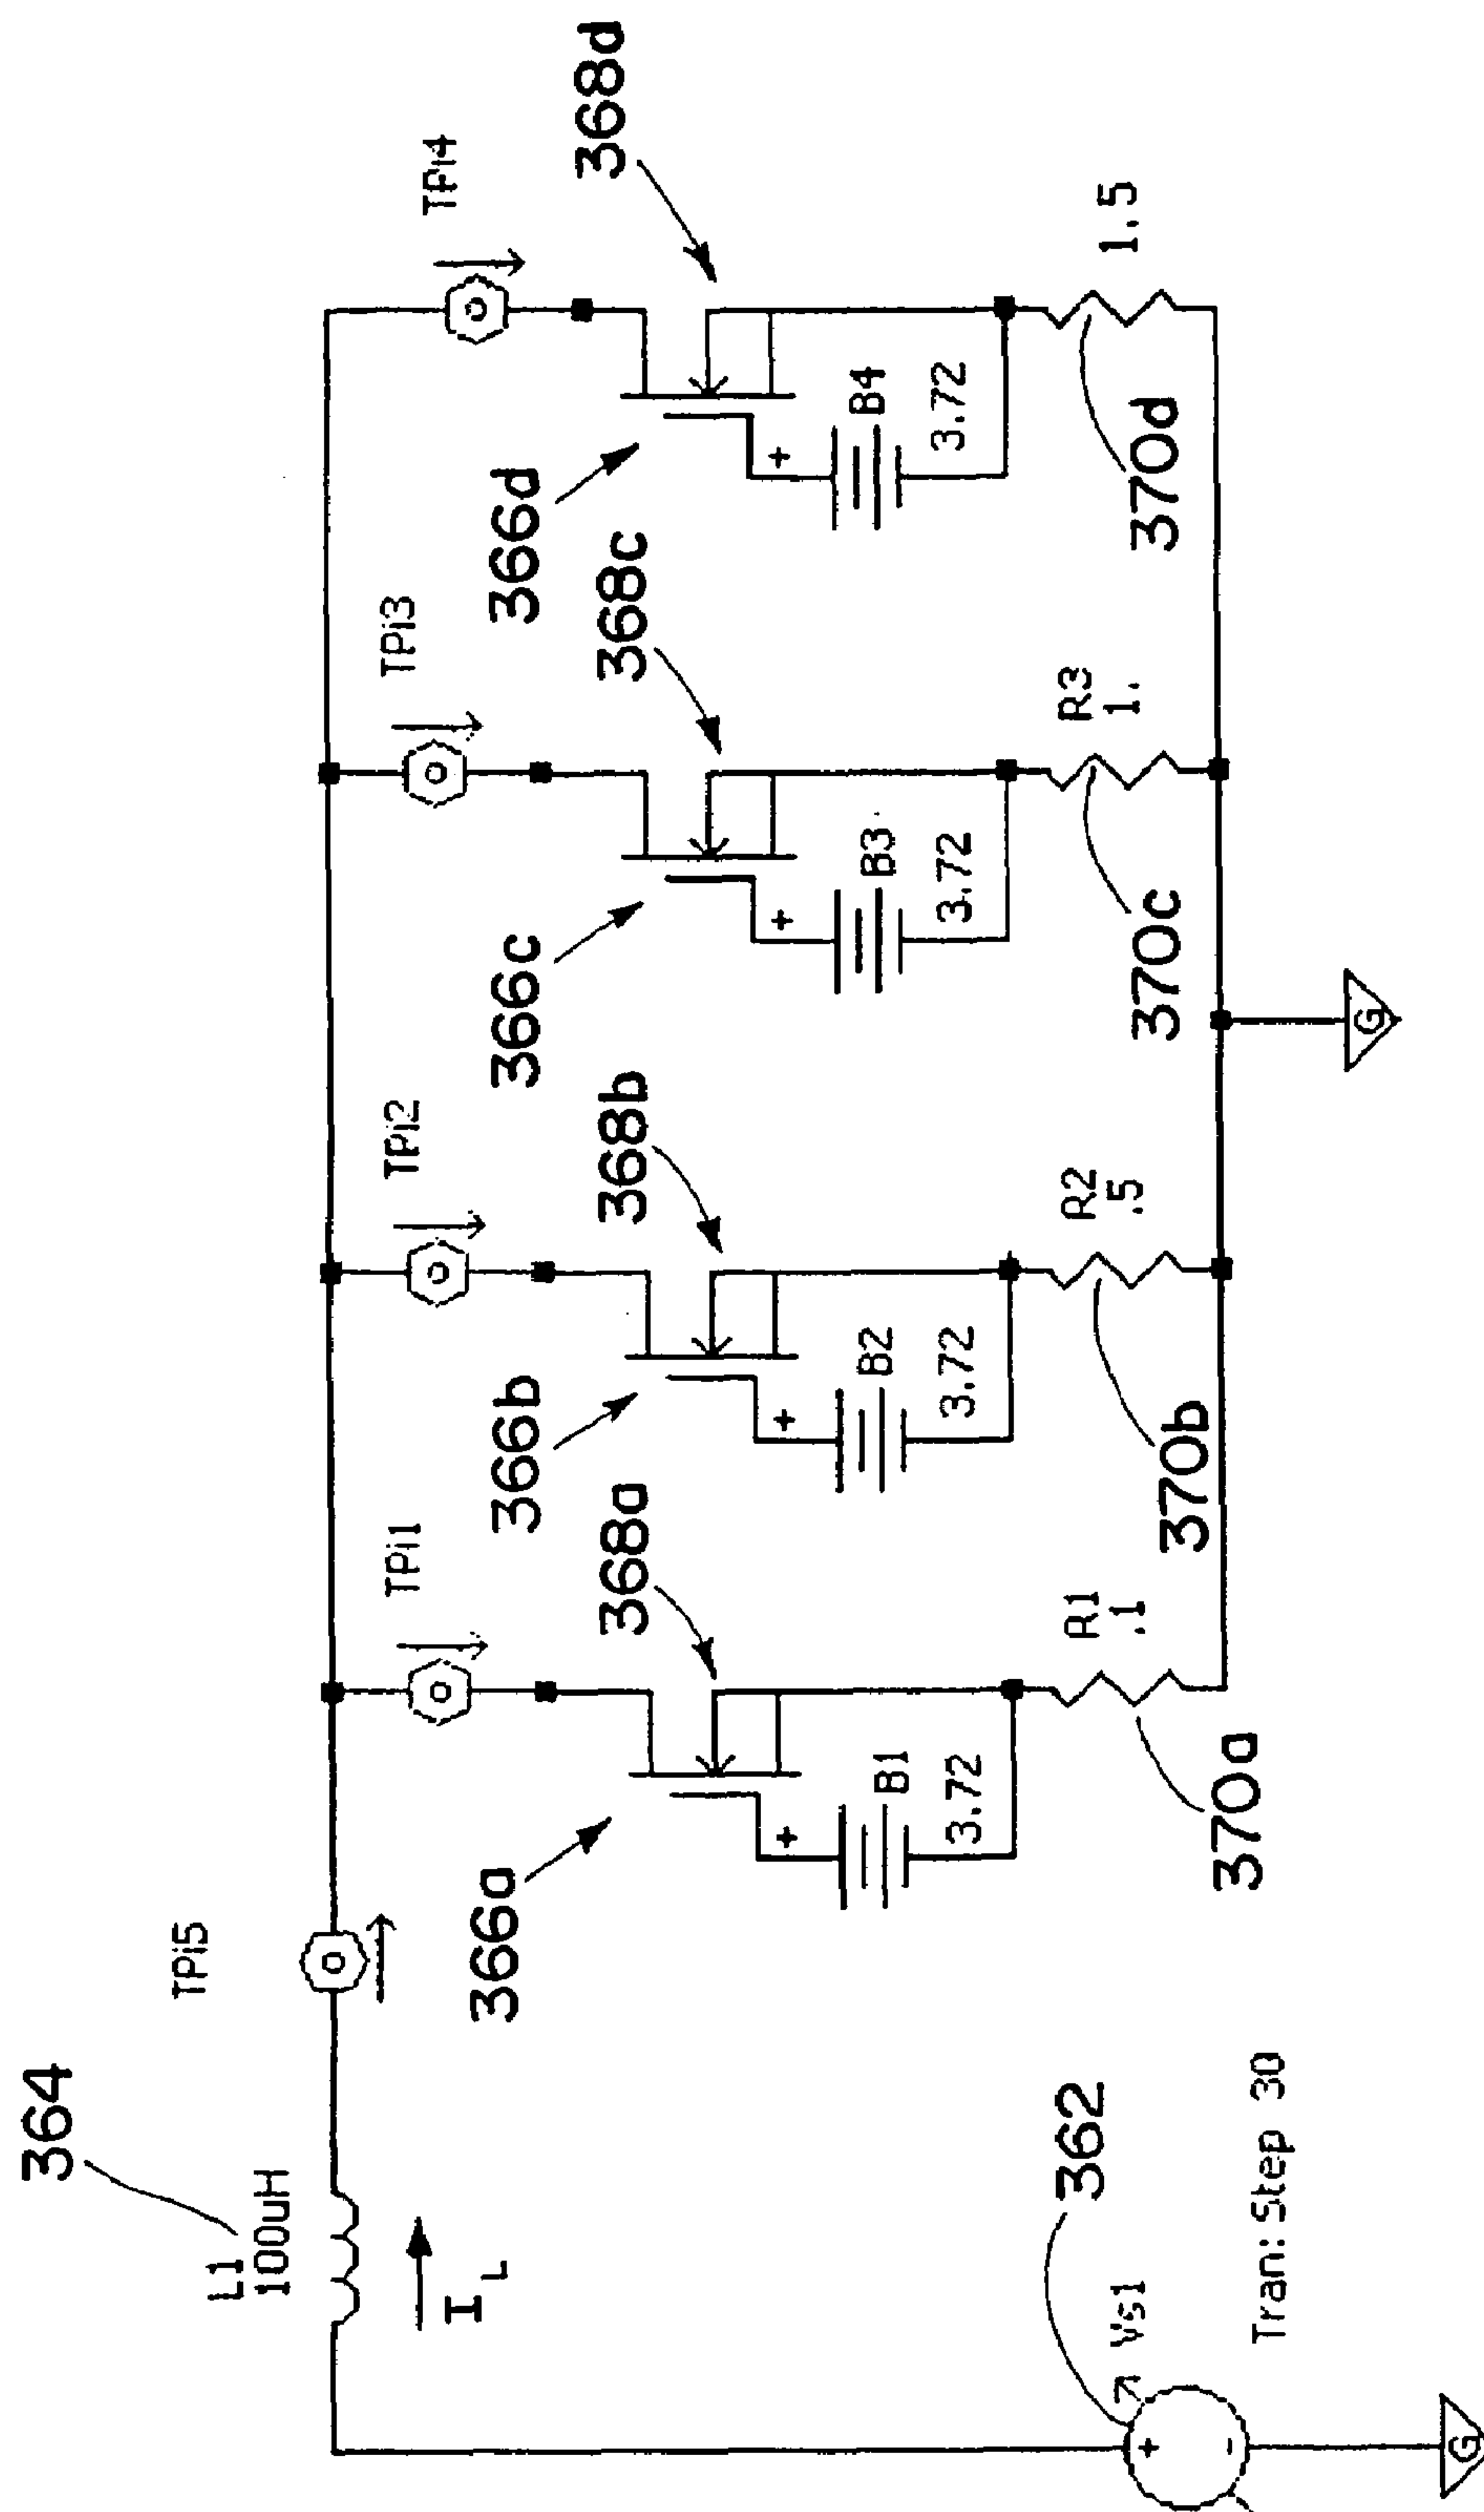 364
L1
100uH
I L
TPi5
TPi1
TPi2
TPi3
TPi4
366a
368a
366b
368b
366c
368c
366d
368d
+
B1
3.72
+
B2
3.72
+
B3
3.72
+
B4
3.72
R1
.1
R2
.5
R3
1.
1.5
370a
370b
370c
370d
362
Vs1
+
-
Tran: Step 30
G
G